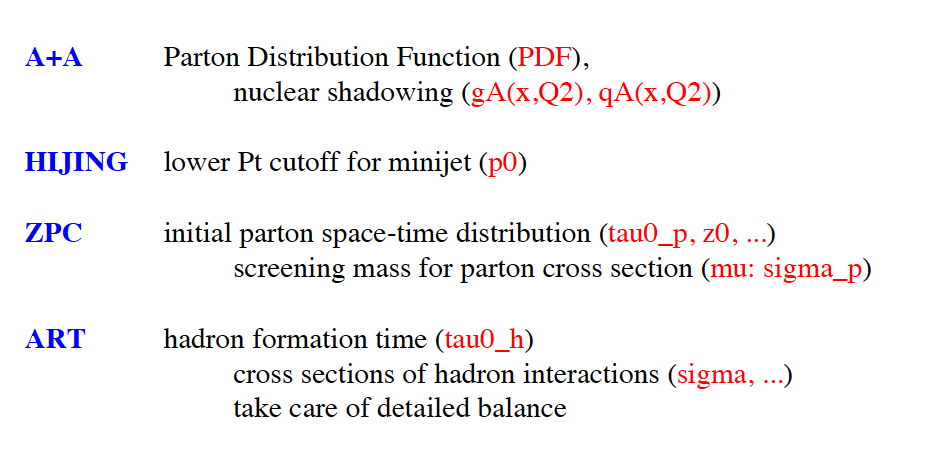 A+A Parton Distribution Function (PDF),
nuclear shadowing (gA(x,Q2), qA(x,Q2))
HIJING lower Pt cutoff for minijet (p0)
ZPC initial parton space-time distribution (tau0_p, z0, ...)
screening mass for parton cross section (mu: sigma_p)
ART hadron formation time (tau0_h)
cross sections of hadron interactions (sigma, ...)
take care of detailed balance